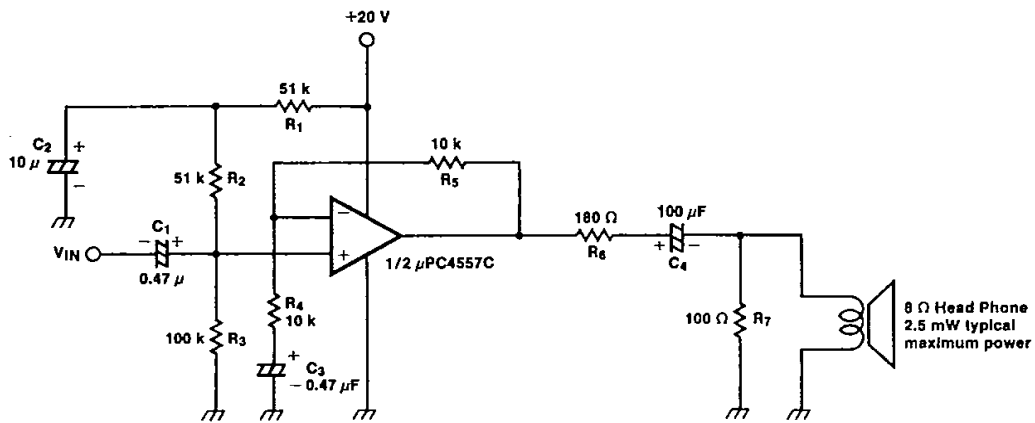 +20 V
51 k
R1
C2
+
10 μ
-
51 k
R2
10 k
R5
C1
- +
VIN
0.47 μ
-
+
1/2 μPC4557C
180 Ω
R6
100 μF
+ -
C4
R4
10 k
100 k
R3
+
C3
- 0.47 μF
100 Ω
R7
8 Ω Head Phone
2.5 mW typical
maximum power